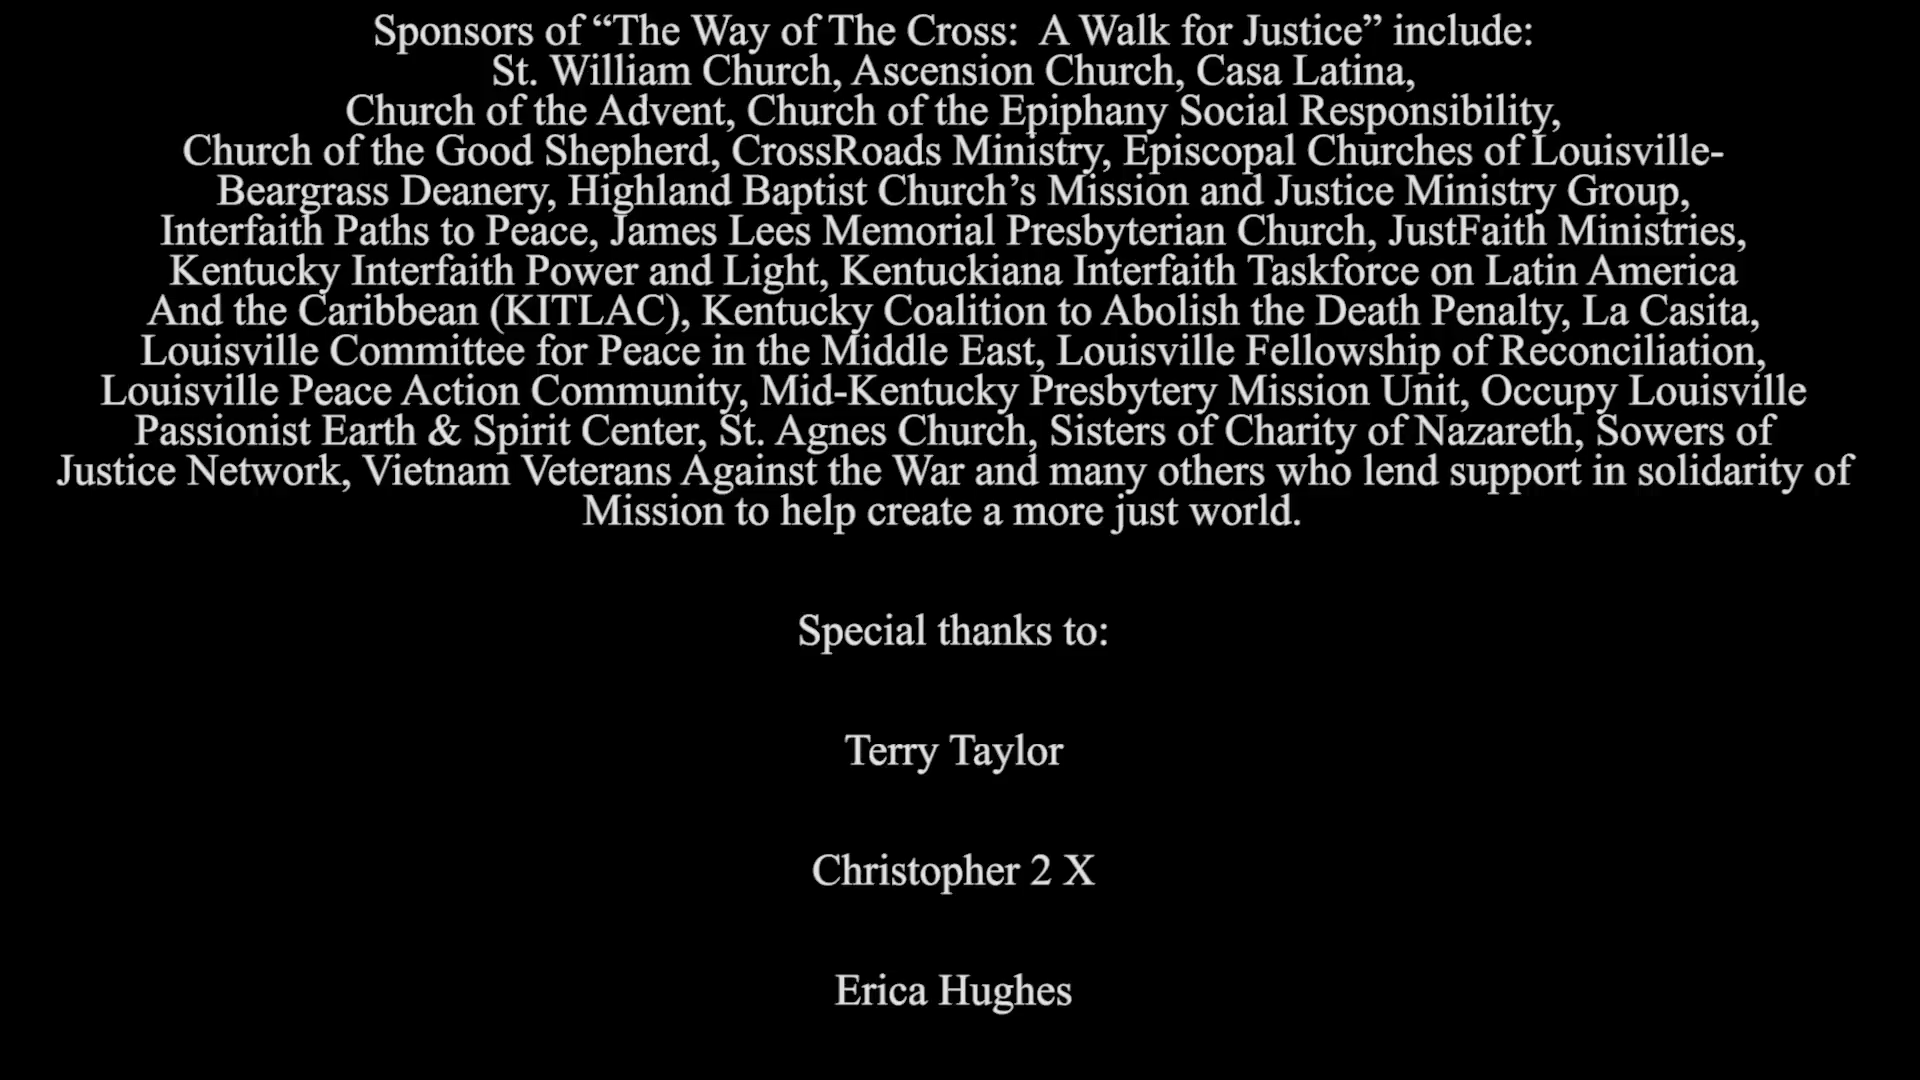 Sponsors of “The Way of The Cross:  A Walk for Justice” include:
St. William Church, Ascension Church, Casa Latina,
Church of the Advent, Church of the Epiphany Social Responsibility,
Church of the Good Shepherd, CrossRoads Ministry, Episcopal Churches of Louisville-
Beargrass Deanery, Highland Baptist Church’s Mission and Justice Ministry Group,
Interfaith Paths to Peace, James Lees Memorial Presbyterian Church, JustFaith Ministries,
Kentucky Interfaith Power and Light, Kentuckiana Interfaith Taskforce on Latin America
And the Caribbean (KITLAC), Kentucky Coalition to Abolish the Death Penalty, La Casita,
Louisville Committee for Peace in the Middle East, Louisville Fellowship of Reconciliation,
Louisville Peace Action Community, Mid-Kentucky Presbytery Mission Unit, Occupy Louisville
Passionist Earth & Spirit Center, St. Agnes Church, Sisters of Charity of Nazareth, Sowers of
Justice Network, Vietnam Veterans Against the War and many others who lend support in solidarity of
Mission to help create a more just world.
Special thanks to:
Terry Taylor
Christopher 2 X
Erica Hughes